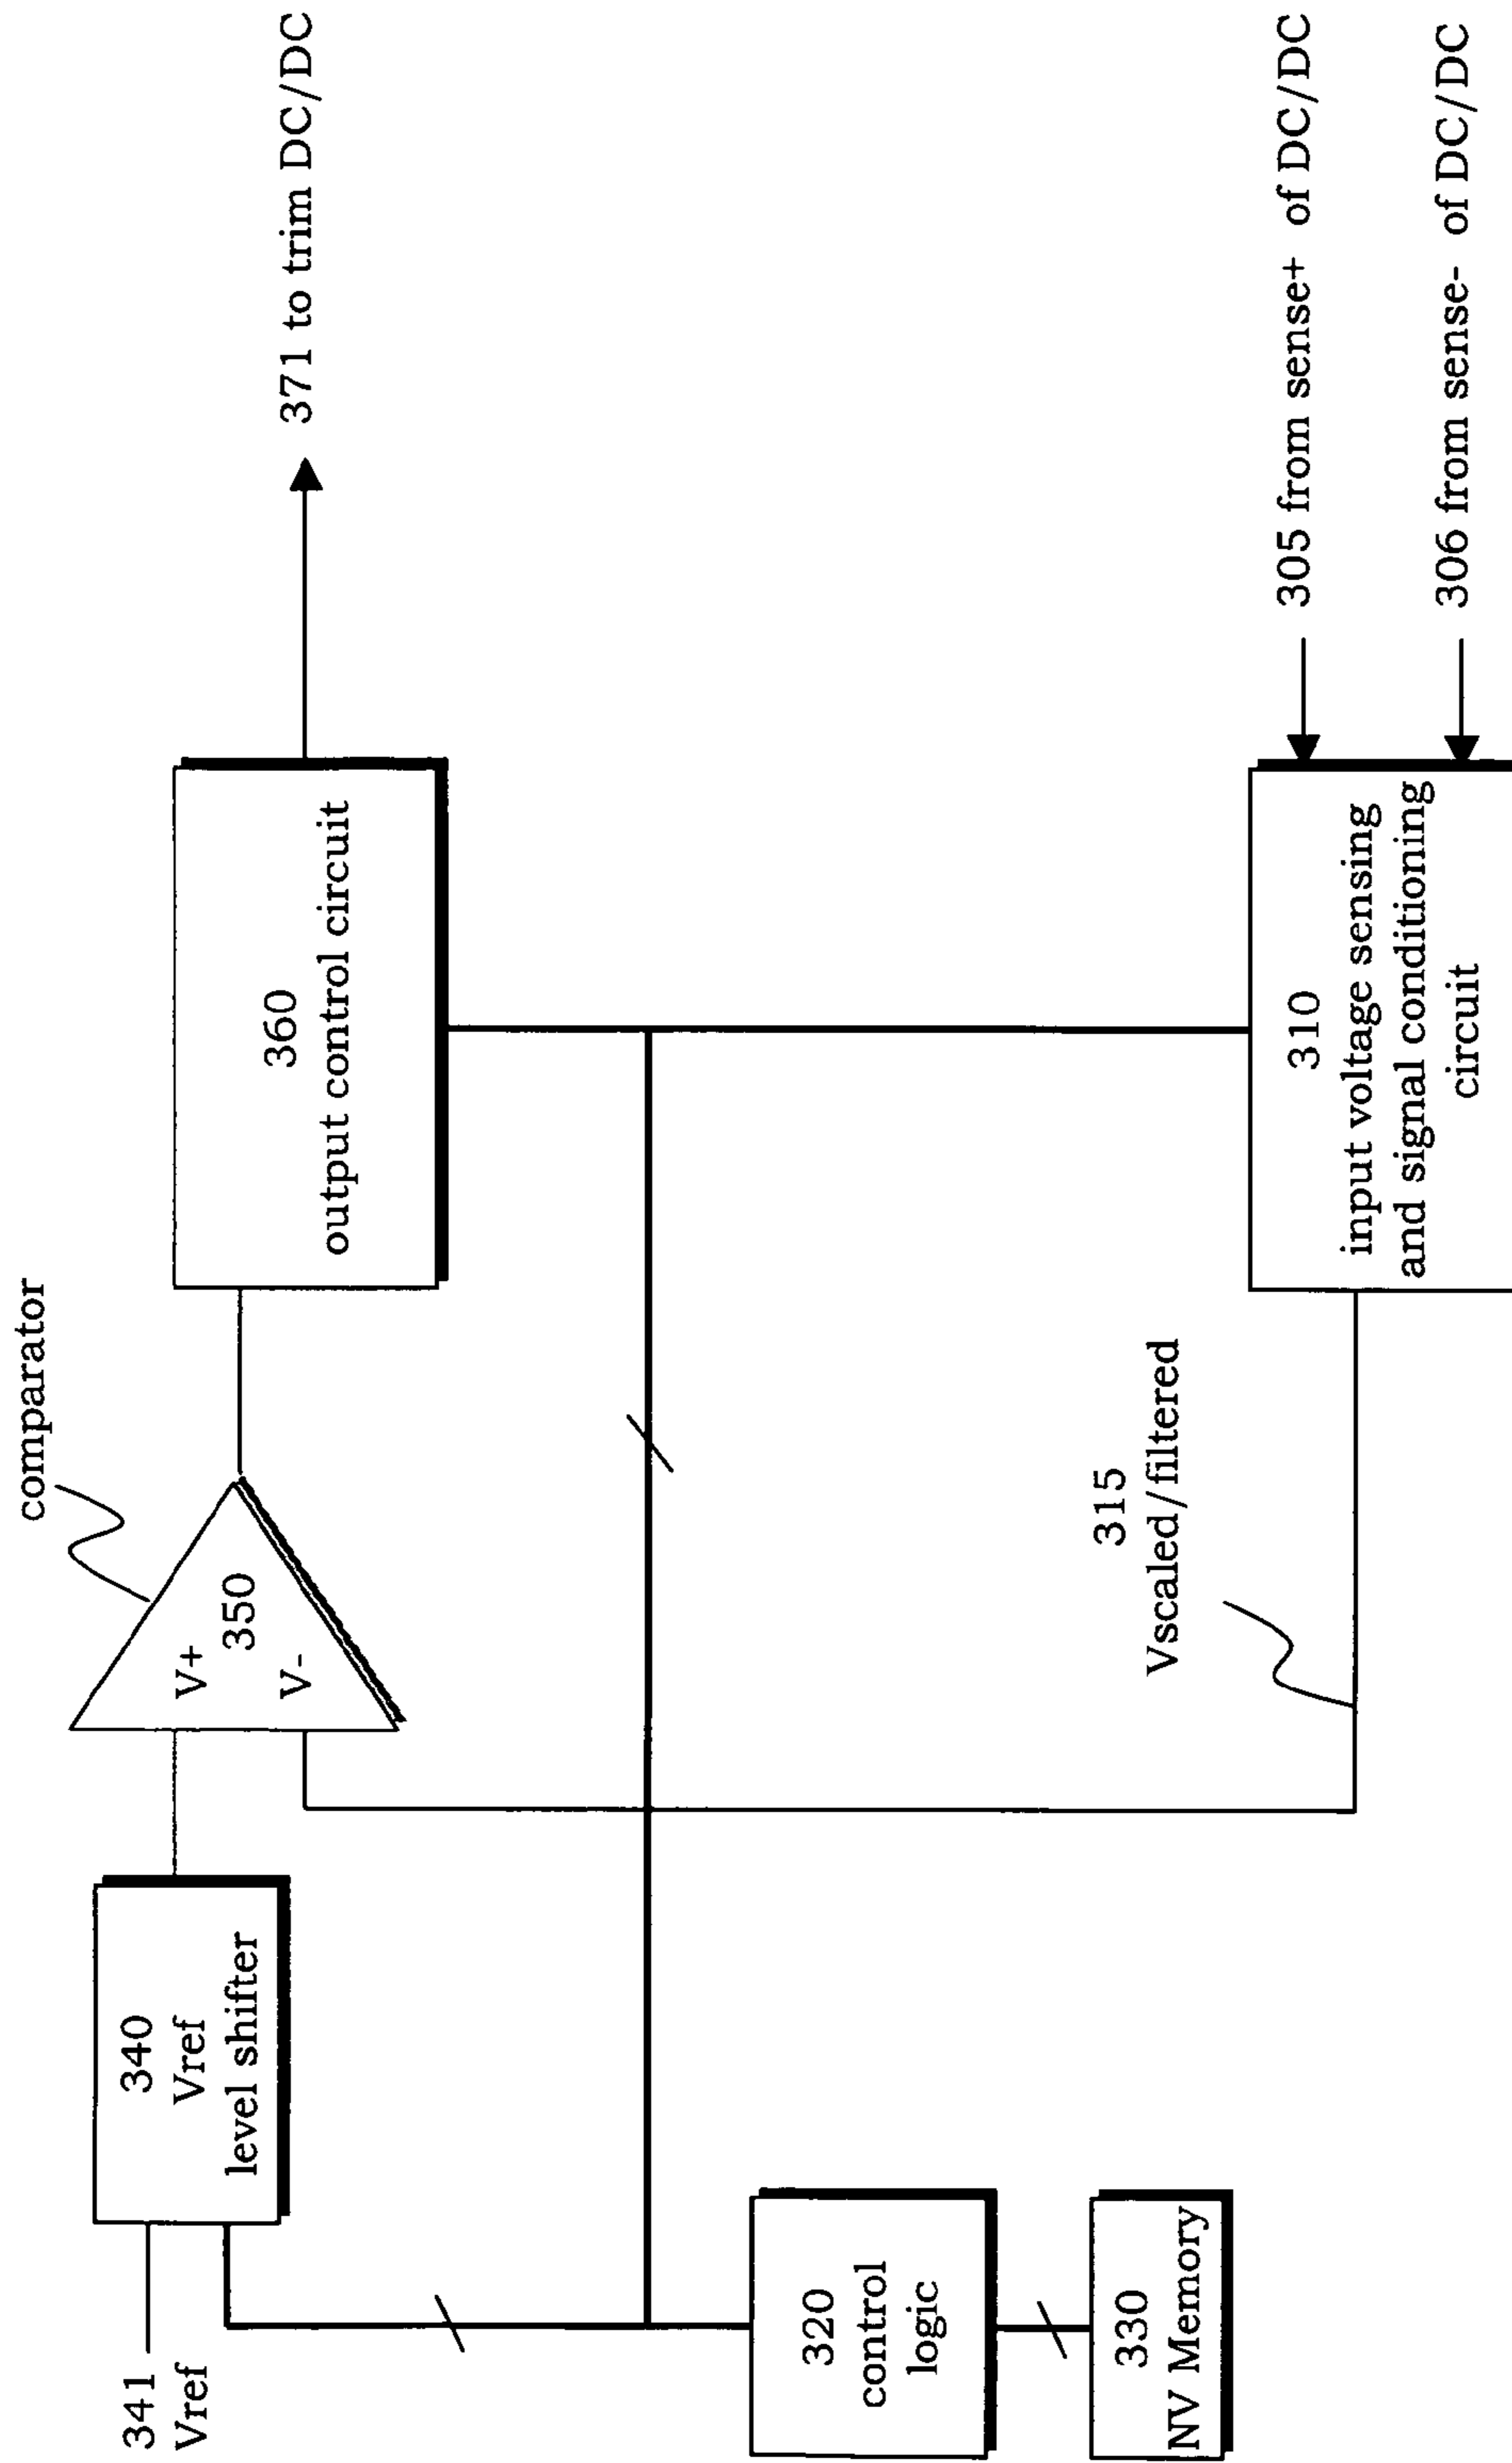 comparator
341
Vref
340
Vref
level shifter
V+
350
V-
360
output control circuit
371 to trim DC/DC
320
control
logic
330
NV Memory
315
Vscaled/filtered
310
input voltage sensing
and signal conditioning
circuit
305 from sense+ of DC/DC
306 from sense- of DC/DC